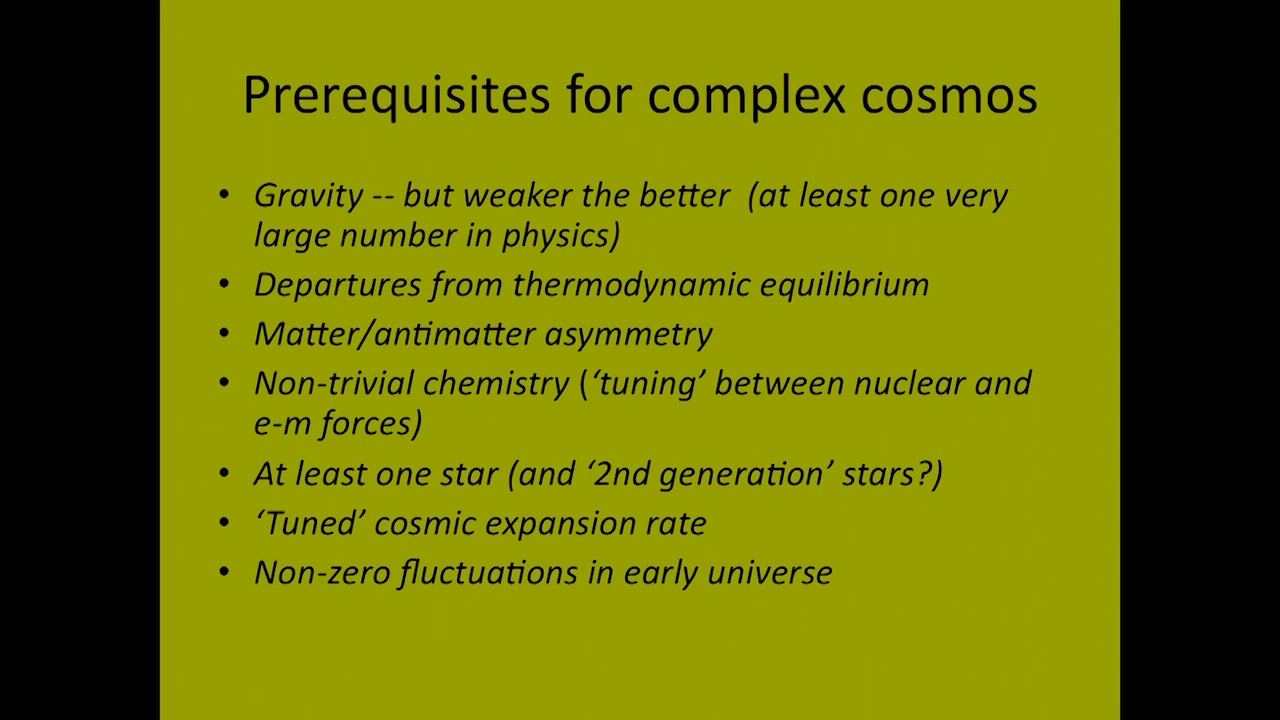 Prerequisites for complex cosmos
• Gravity -- but weaker the better  (at least one very
large number in physics)
• Departures from thermodynamic equilibrium
• Matter/antimatter asymmetry
• Non-trivial chemistry (‘tuning’ between nuclear and
e-m forces)
• At least one star (and ‘2nd generation’ stars?)
• ‘Tuned’ cosmic expansion rate
• Non-zero fluctuations in early universe